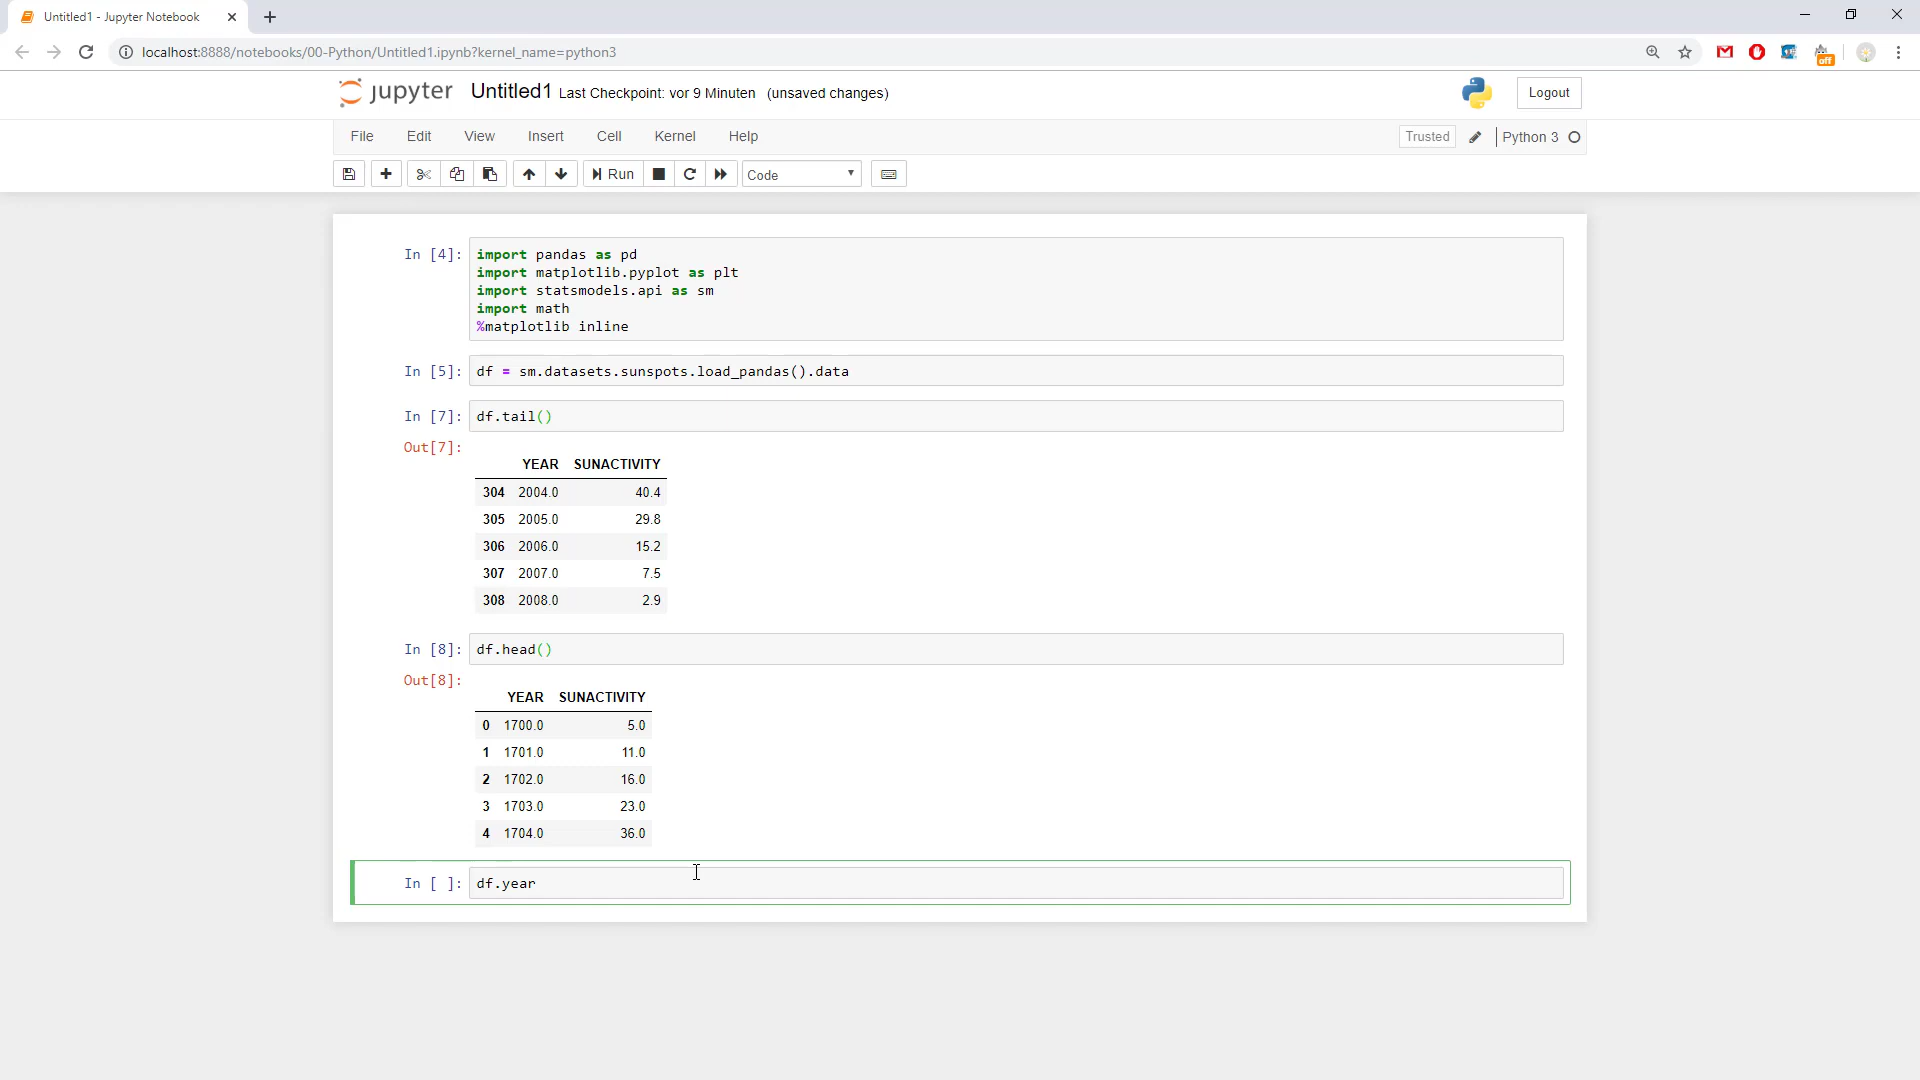 Untitled1 - Jupyter Notebook
localhost:8888/notebooks/00-Python/Untitled1.ipynb?kernel_name=python3
off
jupyter Untitled1 Last Checkpoint: vor 9 Minuten (unsaved changes)
Logout
File Edit View Insert Cell Kernel Help
Trusted Python 3
Run Code
In [4]: import pandas as pd
import matplotlib.pyplot as plt
import statsmodels.api as sm
import math
%matplotlib inline
In [5]: df = sm.datasets.sunspots.load_pandas().data
In [7]: df.tail()
Out[7]:
YEAR SUNACTIVITY
304 2004.0 40.4
305 2005.0 29.8
306 2006.0 15.2
307 2007.0 7.5
308 2008.0 2.9
In [8]: df.head()
Out[8]:
YEAR SUNACTIVITY
0 1700.0 5.0
1 1701.0 11.0
2 1702.0 16.0
3 1703.0 23.0
4 1704.0 36.0
In [ ]: df.year